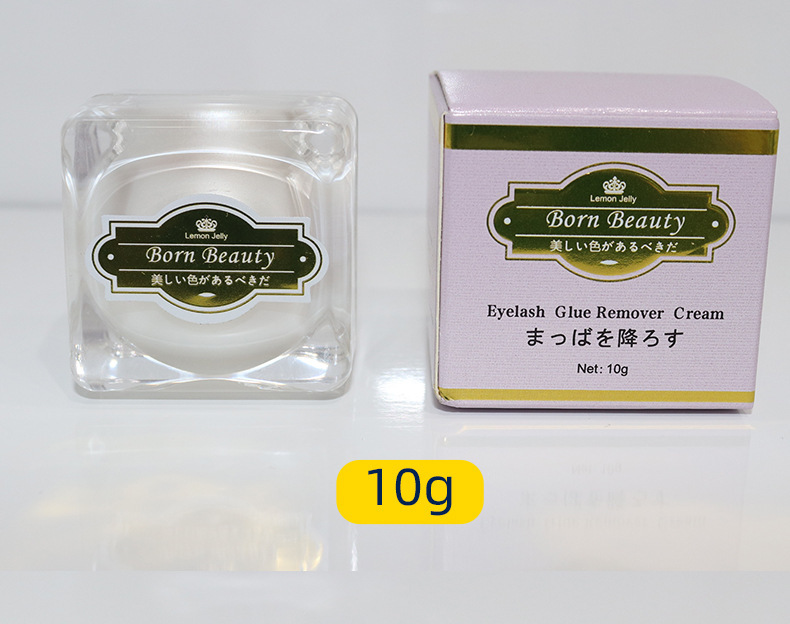 Lemon Jelly
Born Beauty
美しい色があるべきだ
Lemon Jelly
Born Beauty
美しい色があるべきだ
Eyelash Glue Remover Cream
まっぱを降ろす
Net: 10g
10g